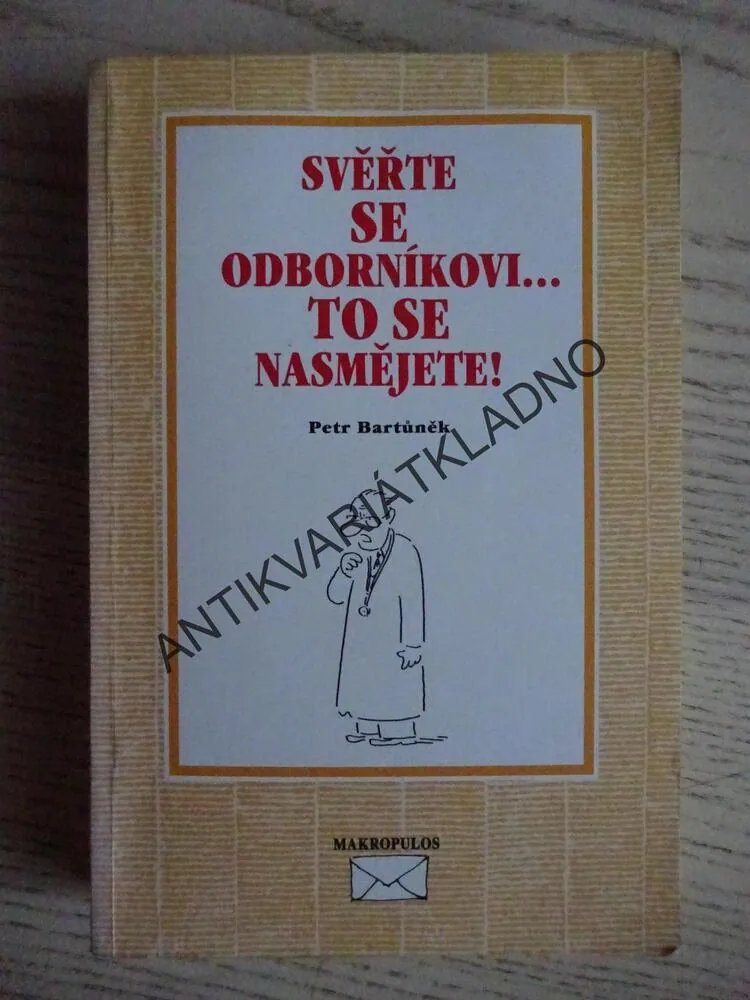 SVĚŘTE
SE
ODBORNÍKOVI...
TO SE
NASMĚJETE!
Petr Bartůněk
ANTIKVARIÁTKLADNO
MAKROPULOS